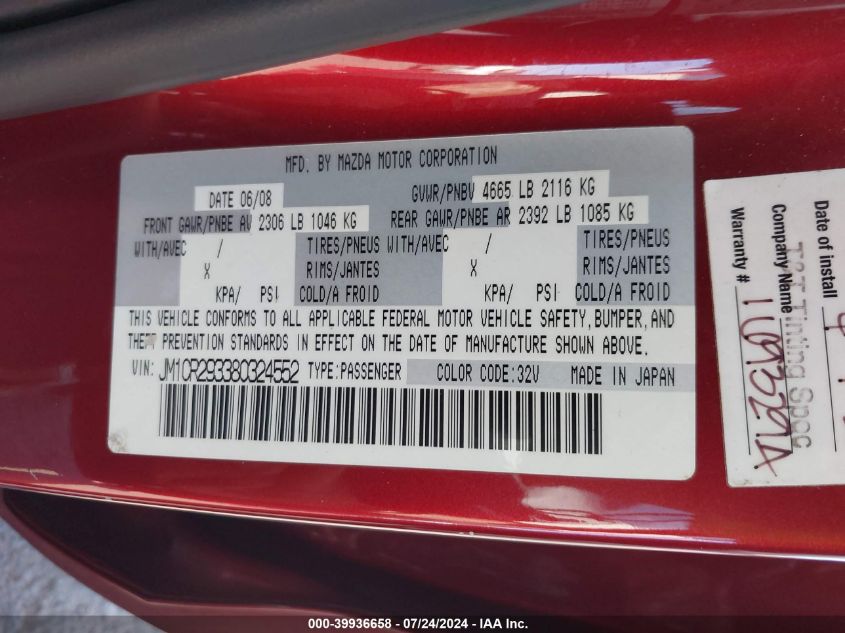 MFD. BY MAZDA MOTOR CORPORATION
DATE 06/08 GVWR/PNBV 4665 LB 2116 KG
FRONT GAWR/PNBE AV 2306 LB 1046 KG REAR GAWR/PNBE AR 2392 LB 1085 KG
WITH/AVEC / TIRES/PNEUS WITH/AVEC / TIRES/PNEUS
X RIMS/JANTES X RIMS/JANTES
KPA/ PSI COLD/A FROID KPA/ PSI COLD/A FROID
THIS VEHICLE CONFORMS TO ALL APPLICABLE FEDERAL MOTOR VEHICLE SAFETY, BUMPER, AND
THEFT PREVENTION STANDARDS IN EFFECT ON THE DATE OF MANUFACTURE SHOWN ABOVE.
VIN: JM1CR293380324552 TYPE:PASSENGER COLOR CODE:32V MADE IN JAPAN
Date of install
Company Name
T&T Tinting Spec
Warranty #
000-39936658 - 07/24/2024 - IAA Inc.